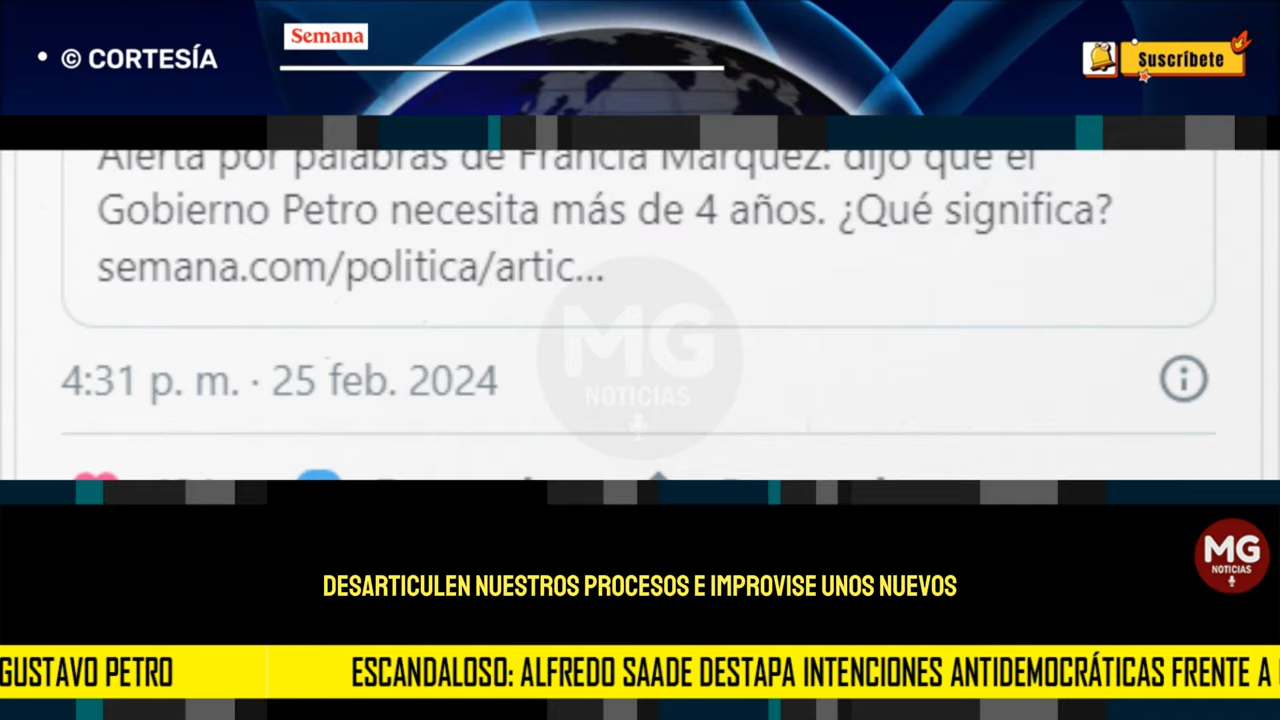 • © CORTESÍA
Semana
Suscríbete
Alerta por palabras de Francia Márquez: dijo que el
Gobierno Petro necesita más de 4 años. ¿Qué significa?
semana.com/politica/artic...
MG
NOTICIAS
4:31 p. m. · 25 feb. 2024
MG
NOTICIAS
DESARTICULEN NUESTROS PROCESOS E IMPROVISE UNOS NUEVOS
GUSTAVO PETRO ESCANDALOSO: ALFREDO SAADE DESTAPA INTENCIONES ANTIDEMOCRÁTICAS FRENTE A